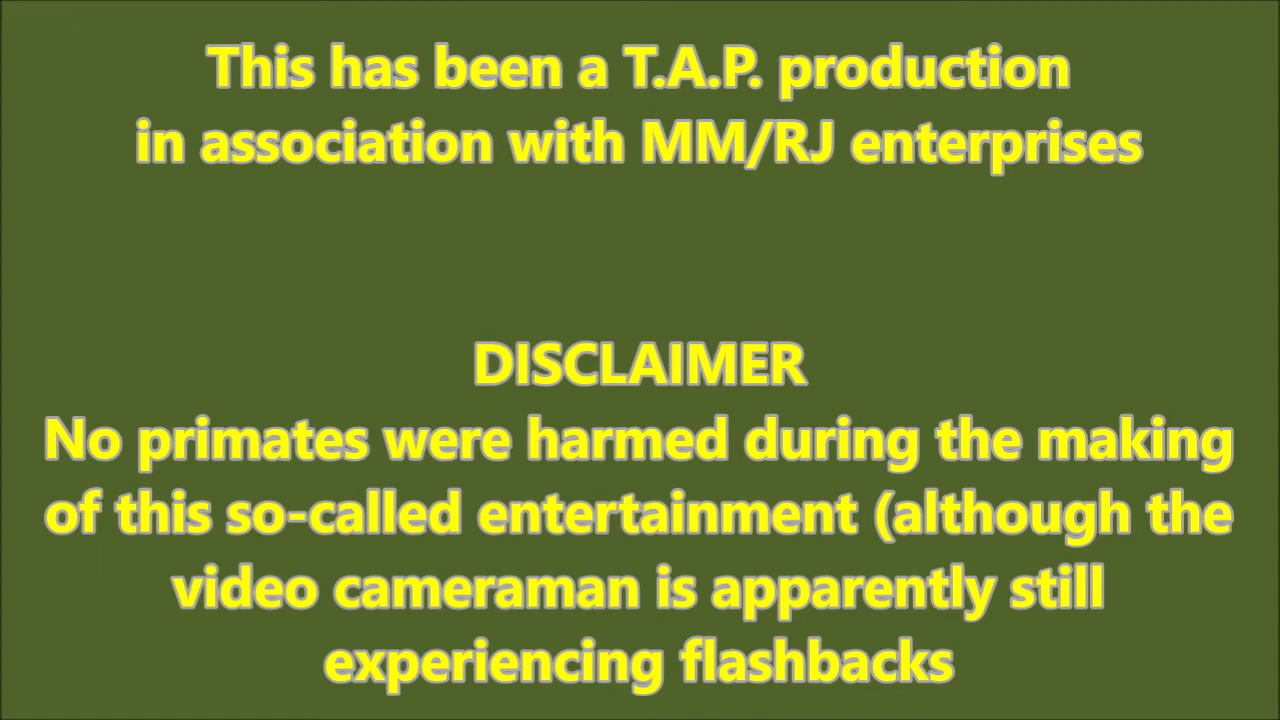 This has been a T.A.P. production
in association with MM/RJ enterprises
DISCLAIMER
No primates were harmed during the making
of this so-called entertainment (although the
video cameraman is apparently still
experiencing flashbacks